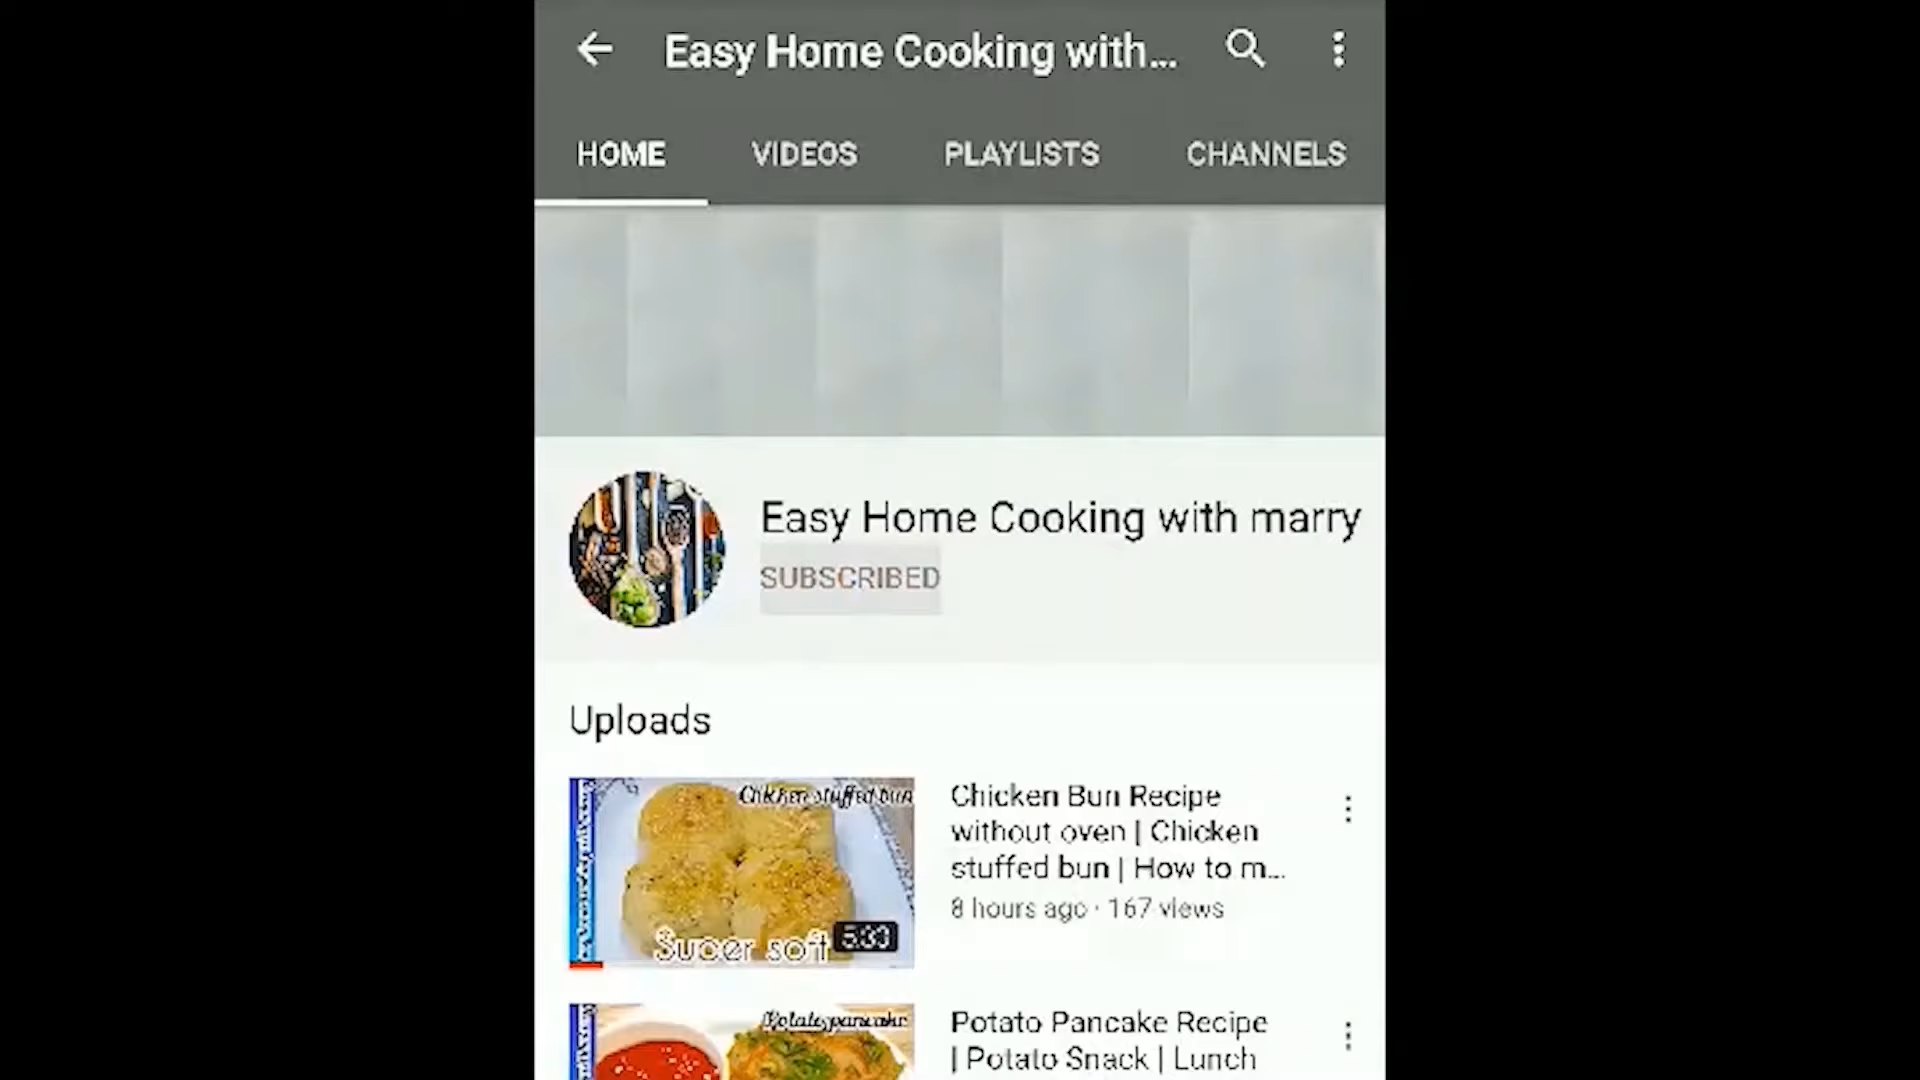 Easy Home Cooking with...
HOME VIDEOS PLAYLISTS CHANNELS
Easy Home Cooking with marry
SUBSCRIBED
Uploads
Chicken stuffed bun
Super soft
5:33
Chicken Bun Recipe
without oven | Chicken
stuffed bun | How to m...
8 hours ago · 167 views
Potato pancake
Potato Pancake Recipe
| Potato Snack | Lunch